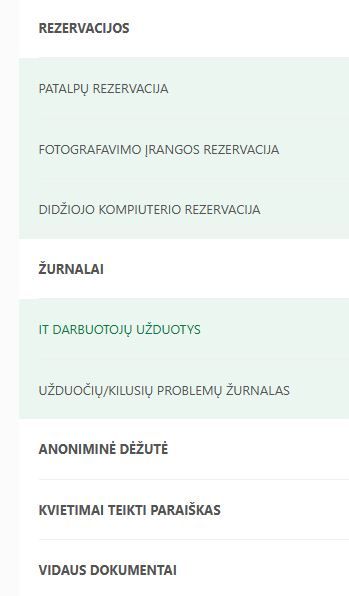 REZERVACIJOS
PATALPŲ REZERVACIJA
FOTOGRAFAVIMO ĮRANGOS REZERVACIJA
DIDŽIOJO KOMPIUTERIO REZERVACIJA
ŽURNALAI
IT DARBUOTOJŲ UŽDUOTYS
UŽDUOČIŲ/KILUSIŲ PROBLEMŲ ŽURNALAS
ANONIMINĖ DĖŽUTĖ
KVIETIMAI TEIKTI PARAIŠKAS
VIDAUS DOKUMENTAI